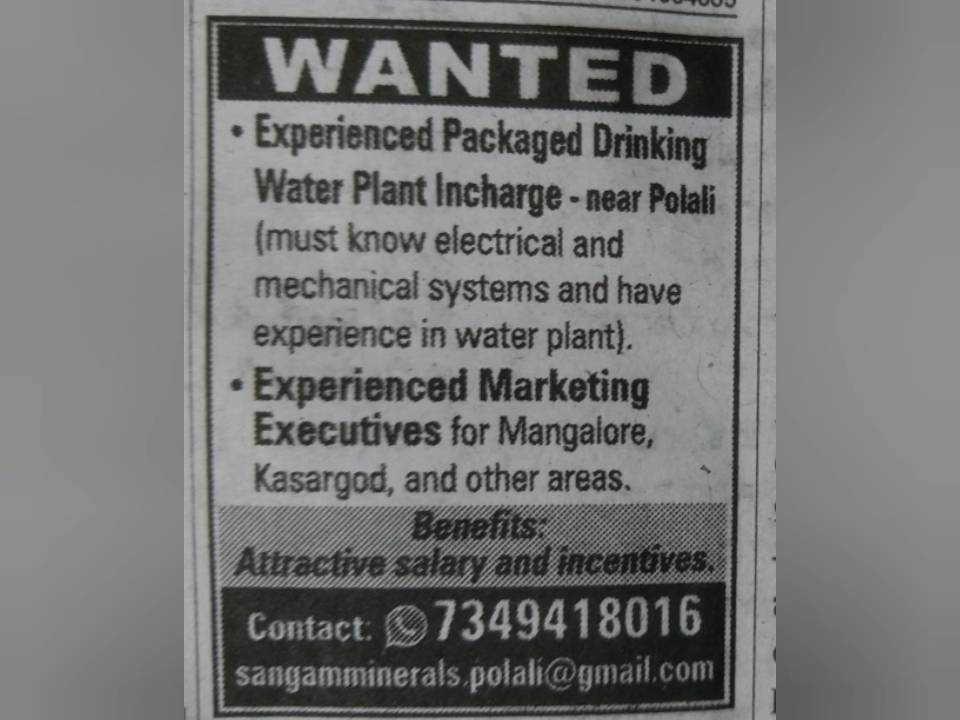 WANTED
• Experienced Packaged Drinking
Water Plant Incharge - near Polali
(must know electrical and
mechanical systems and have
experience in water plant).
• Experienced Marketing
Executives for Mangalore,
Kasargod, and other areas.
Benefits:
Attractive salary and incentives.
Contact: 7349418016
sangamminerals.polali@gmail.com